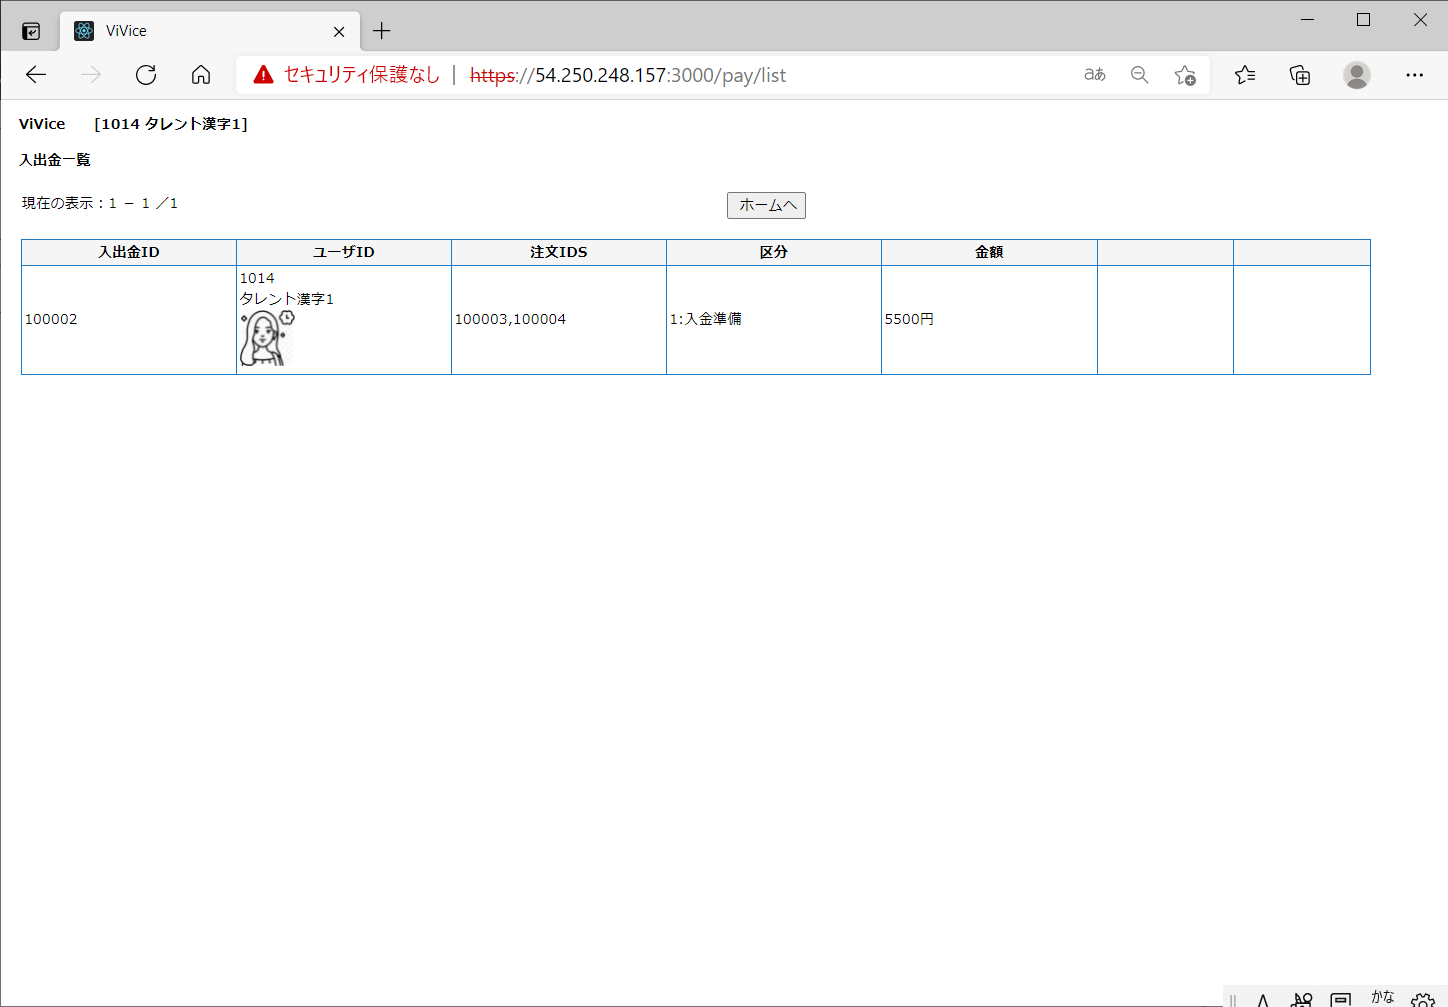 ViVice
セキュリティ保護なし | https://54.250.248.157:3000/pay/list aあ
ViVice [1014 タレント漢字1]
入出金一覧
現在の表示：1 － 1 ／1 ホームへ
入出金ID ユーザID 注文IDS 区分 金額
1014
タレント漢字1
100002 100003,100004 1:入金準備 5500円
A かな